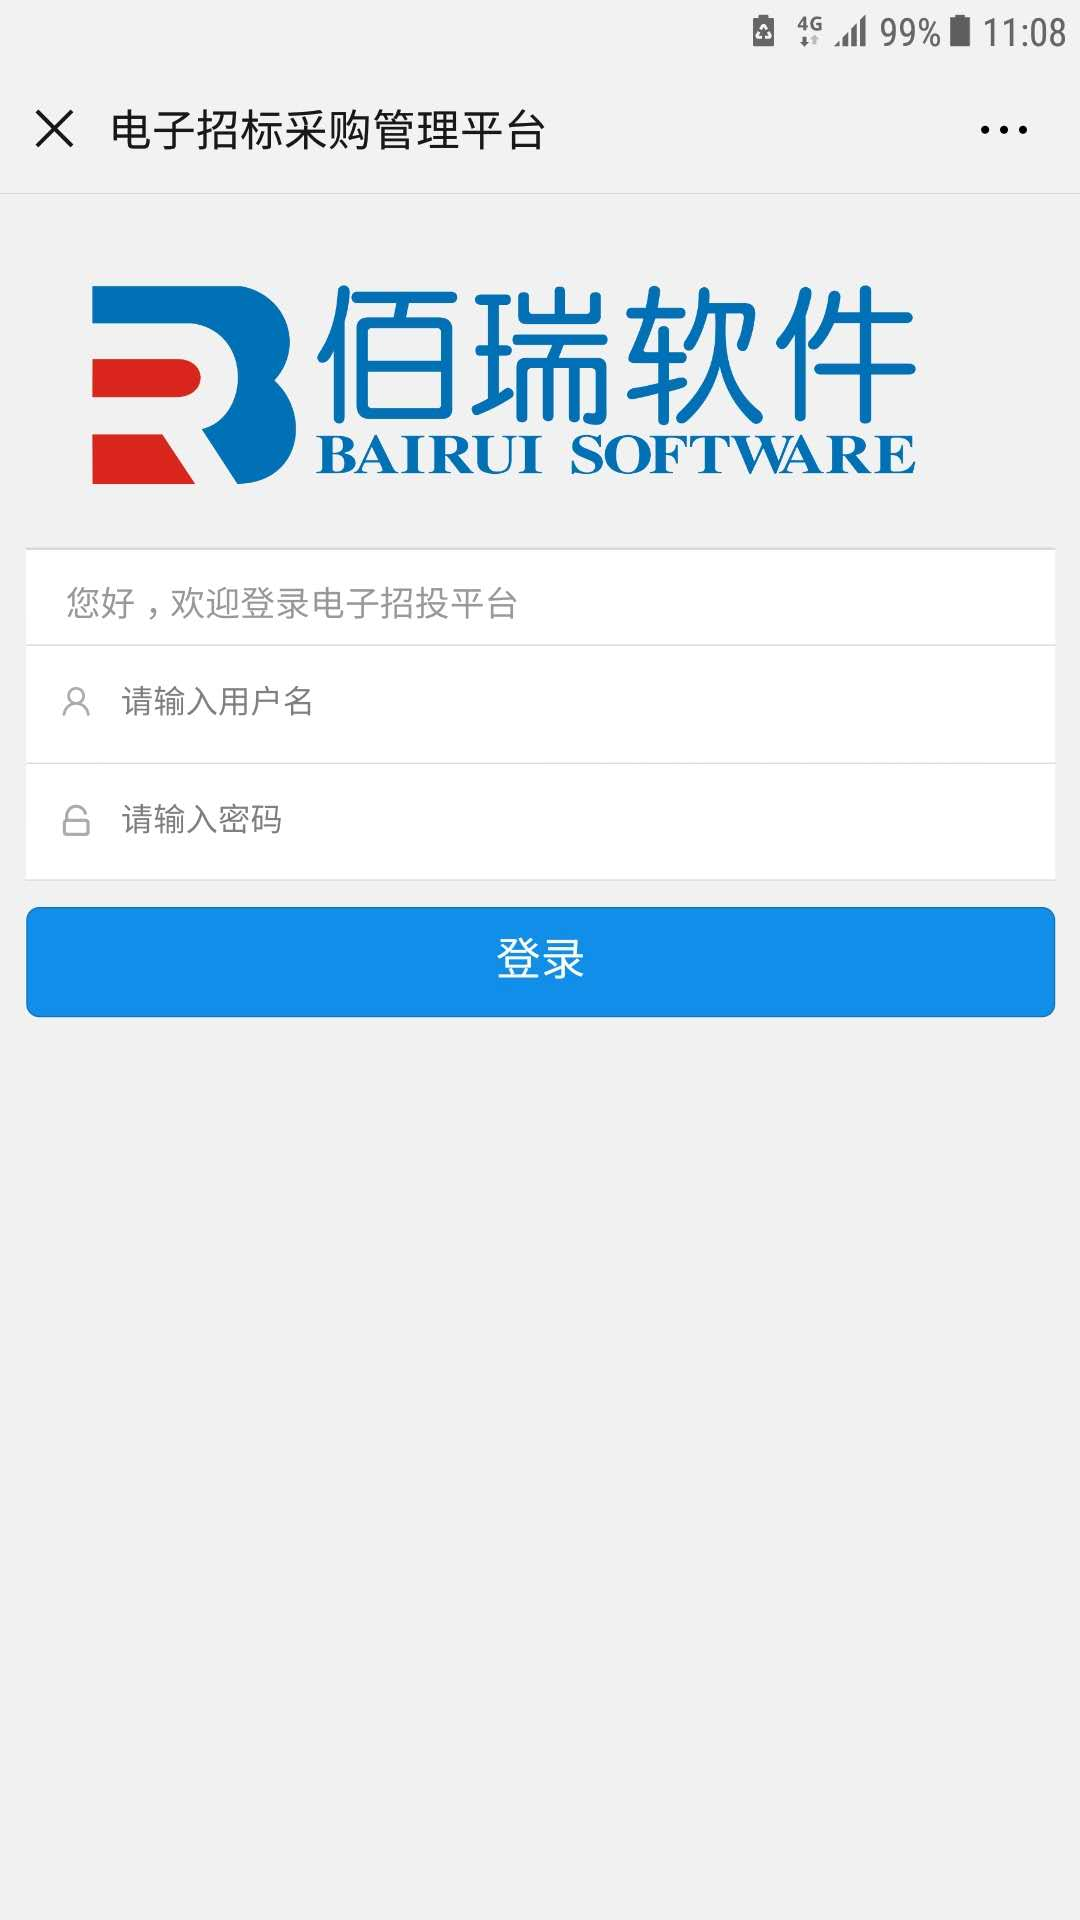 4G 99% 11:08
电子招标采购管理平台
佰瑞软件
BAIRUI SOFTWARE
您好，欢迎登录电子招投平台
请输入用户名
请输入密码
登录